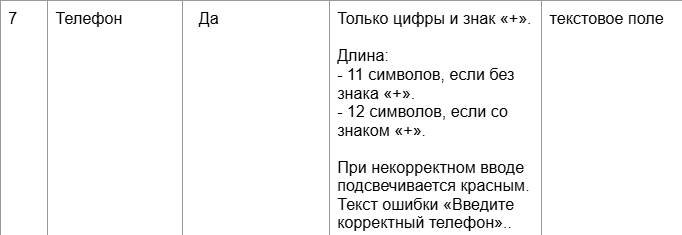 7 Телефон Да Только цифры и знак «+». текстовое поле
Длина:
- 11 символов, если без
знака «+».
- 12 символов, если со
знаком «+».
При некорректном вводе
подсвечивается красным.
Текст ошибки «Введите
корректный телефон»..